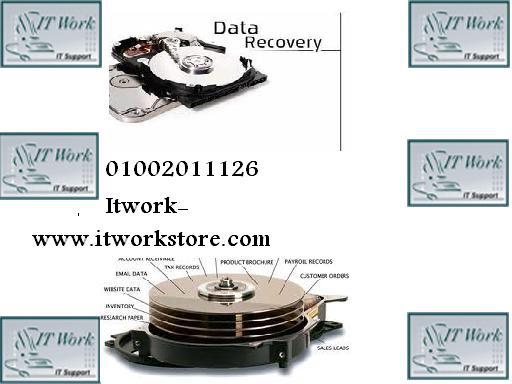 IT Work
IT Support
Data
Recovery
IT Work
IT Support
IT Work
IT Support
01002011126
IT Work
IT Support
Itwork-
www.itworkstore.com
ACCOUNT RECEIVABLE
TAX RECORDS
PRODUCT BROCHURE
PAYROLL RECORDS
EMAIL DATA
CUSTOMER ORDERS
WEBSITE DATA
INVENTORY
RESEARCH PAPER
SALES LEADS
IT Work
IT Support
IT Work
IT Support